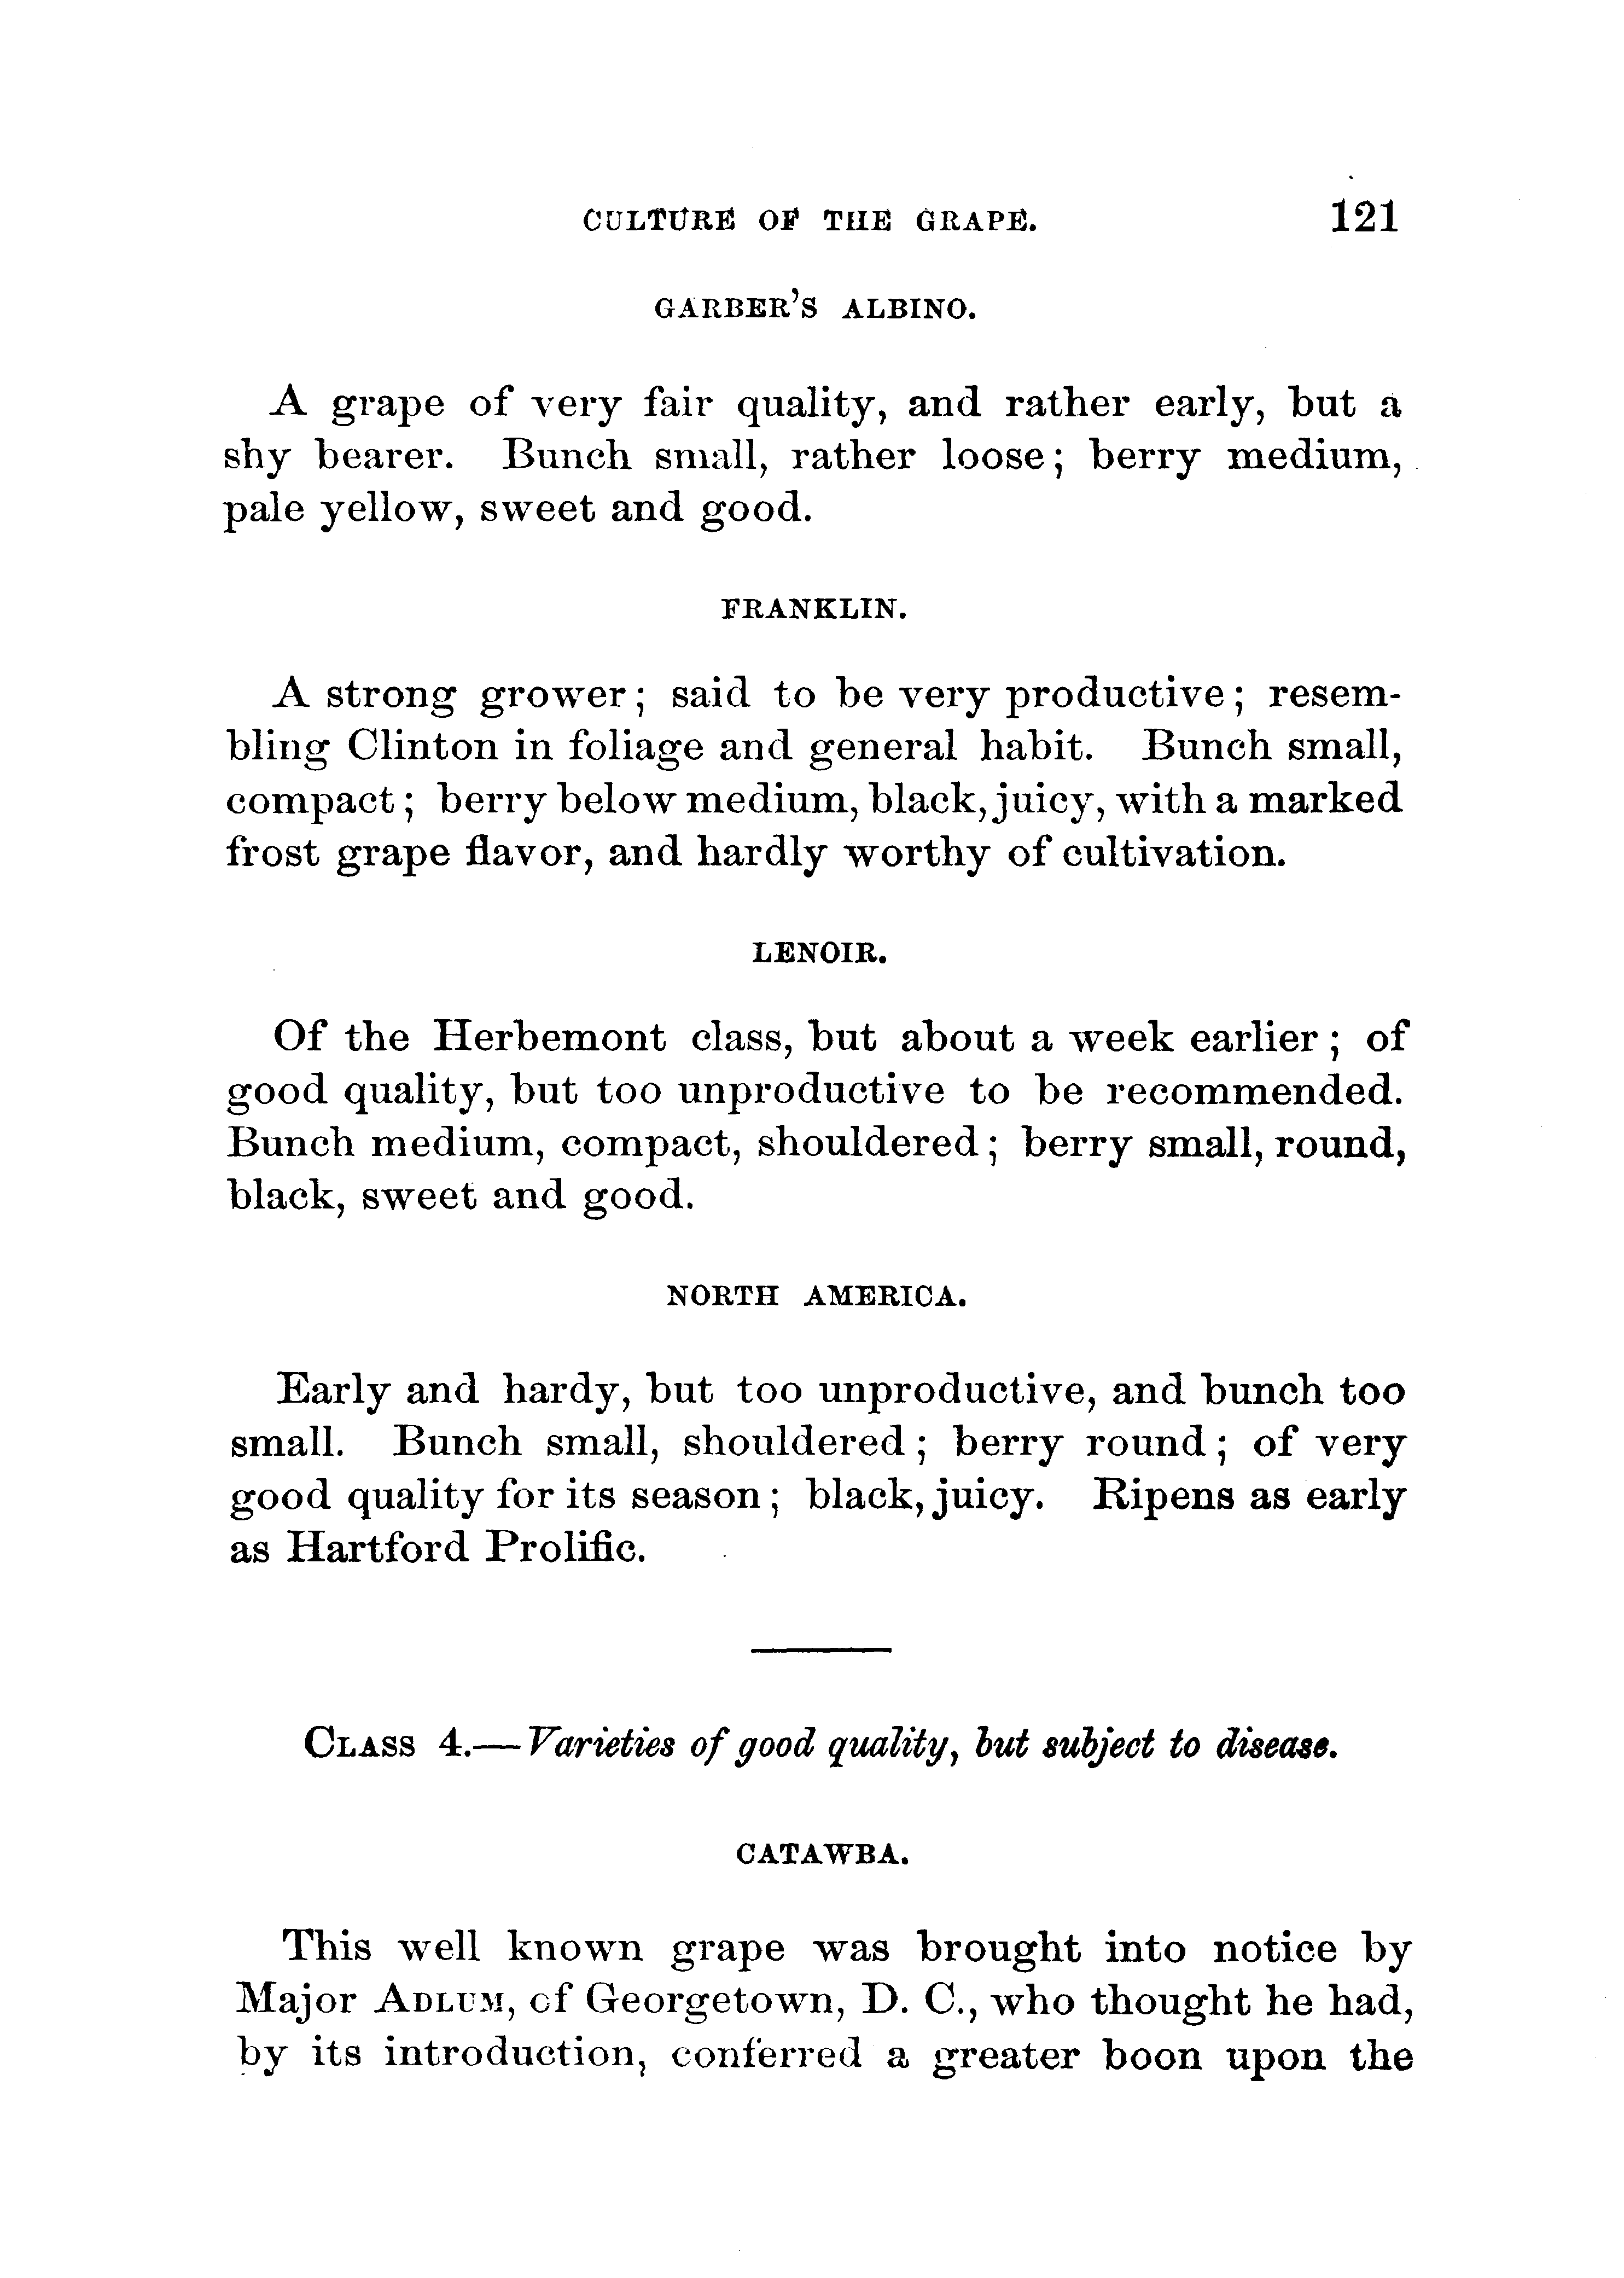 CULTURE OF THE GRAPE. 121
GARBER'S ALBINO.
A grape of very fair quality, and rather early, but a
shy bearer. Bunch small, rather loose; berry medium,
pale yellow, sweet and good.
FRANKLIN.
A strong grower; said to be very productive; resem-
bling Clinton in foliage and general habit. Bunch small,
compact; berry below medium, black, juicy, with a marked
frost grape flavor, and hardly worthy of cultivation.
LENOIR.
Of the Herbemont class, but about a week earlier; of
good quality, but too unproductive to be recommended.
Bunch medium, compact, shouldered; berry small, round,
black, sweet and good.
NORTH AMERICA.
Early and hardy, but too unproductive, and bunch too
small. Bunch small, shouldered; berry round; of very
good quality for its season; black, juicy. Ripens as early
as Hartford Prolific.
CLASS 4.—Varieties of good quality, but subject to disease.
CATAWBA.
This well known grape was brought into notice by
Major ADLUM, of Georgetown, D. C., who thought he had,
by its introduction, conferred a greater boon upon the